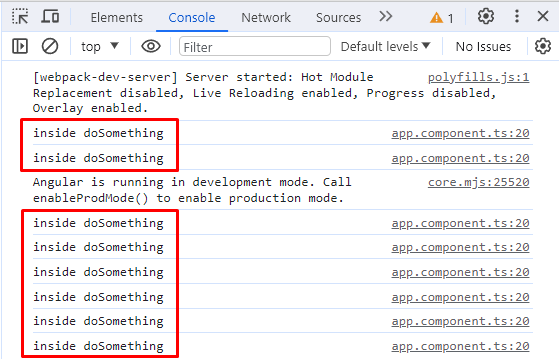 Elements Console Network Sources >> 1
top Filter Default levels No Issues
[webpack-dev-server] Server started: Hot Module polyfills.js:1
Replacement disabled, Live Reloading enabled, Progress disabled,
Overlay enabled.
inside doSomething app.component.ts:20
inside doSomething app.component.ts:20
Angular is running in development mode. Call core.mjs:25520
enableProdMode() to enable production mode.
inside doSomething app.component.ts:20
inside doSomething app.component.ts:20
inside doSomething app.component.ts:20
inside doSomething app.component.ts:20
inside doSomething app.component.ts:20
inside doSomething app.component.ts:20